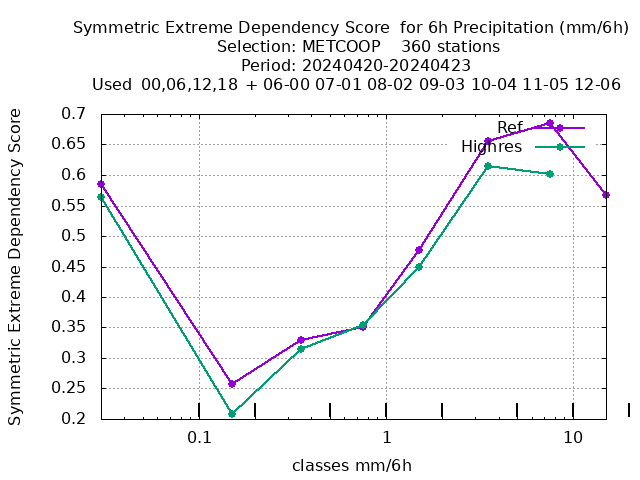 Symmetric Extreme Dependency Score  for 6h Precipitation (mm/6h)
Selection: METCOOP    360 stations
Period: 20240420-20240423
Used  00,06,12,18  + 06-00 07-01 08-02 09-03 10-04 11-05 12-06
Symmetric Extreme Dependency Score
0.7
0.65
0.6
0.55
0.5
0.45
0.4
0.35
0.3
0.25
0.2
Ref
Highres
0.1
1
10
classes mm/6h